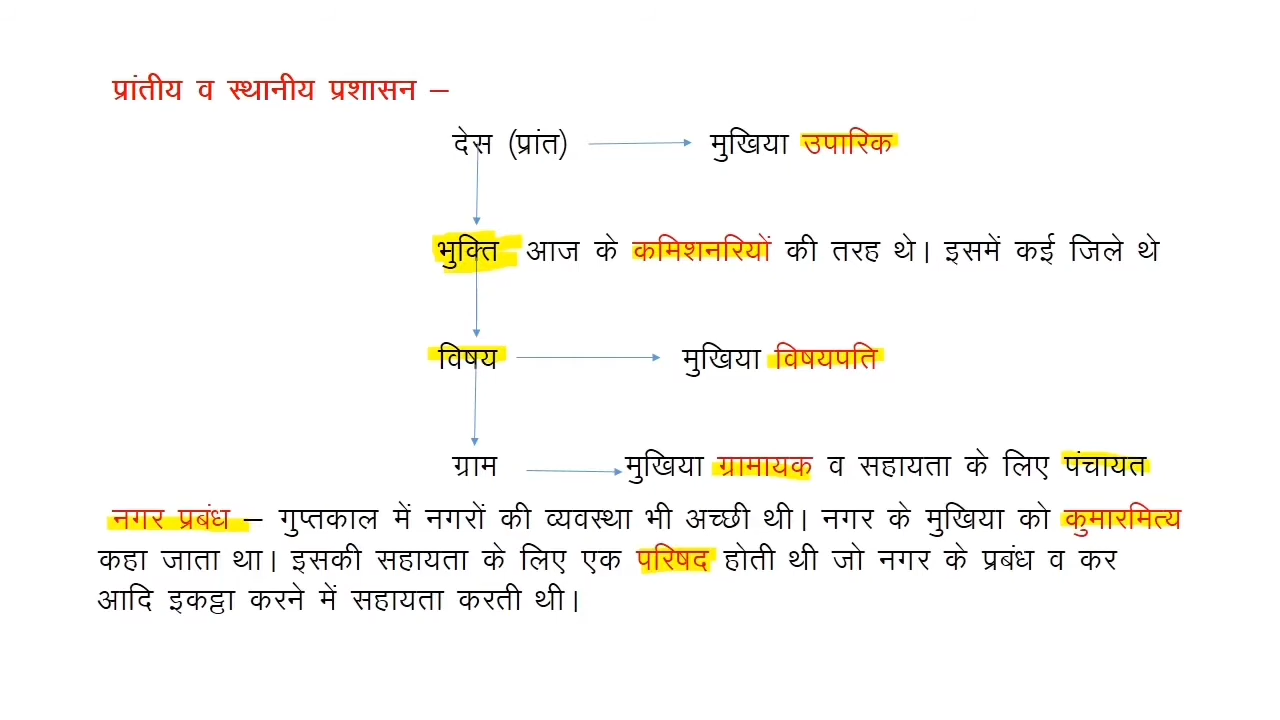 प्रांतीय व स्थानीय प्रशासन –
देस (प्रांत) मुखिया उपारिक
भुक्ति आज के कमिशनरियों की तरह थे। इसमें कई जिले थे
विषय मुखिया विषयपति
ग्राम मुखिया ग्रामायक व सहायता के लिए पंचायत
नगर प्रबंध – गुप्तकाल में नगरों की व्यवस्था भी अच्छी थी। नगर के मुखिया को कुमारमित्य
कहा जाता था। इसकी सहायता के लिए एक परिषद होती थी जो नगर के प्रबंध व कर
आदि इकट्ठा करने में सहायता करती थी।